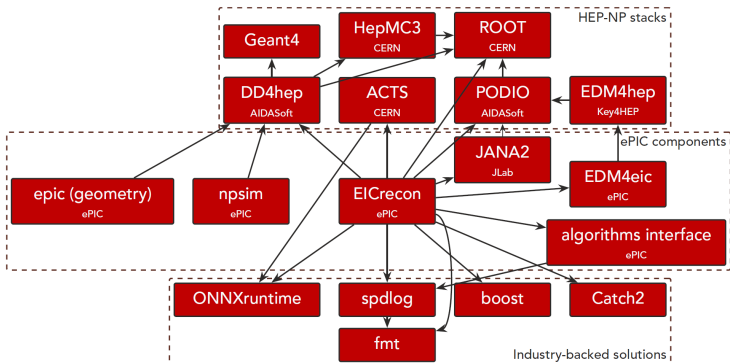 HEP-NP stacks
Geant4
HepMC3
CERN
ROOT
CERN
DD4hep
AIDASoft
ACTS
CERN
PODIO
AIDASoft
EDM4hep
Key4HEP
ePIC components
JANA2
JLab
epic (geometry)
ePIC
npsim
ePIC
EICrecon
ePIC
EDM4eic
ePIC
algorithms interface
ePIC
ONNXruntime
spdlog
boost
Catch2
fmt
Industry-backed solutions